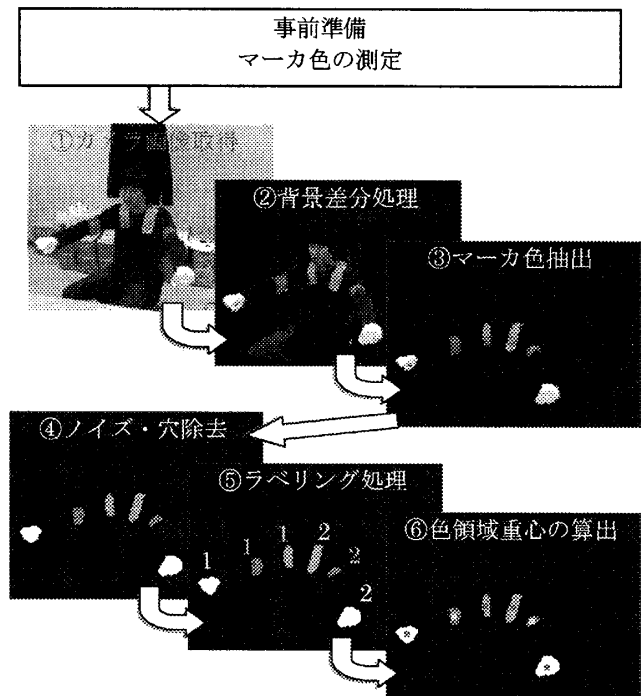 事前準備
マーカ色の測定
①カメラ画像取得
②背景差分処理
③マーカ色抽出
④ノイズ・穴除去
⑤ラベリング処理
1 1 1 2 2 2
⑥色領域重心の算出